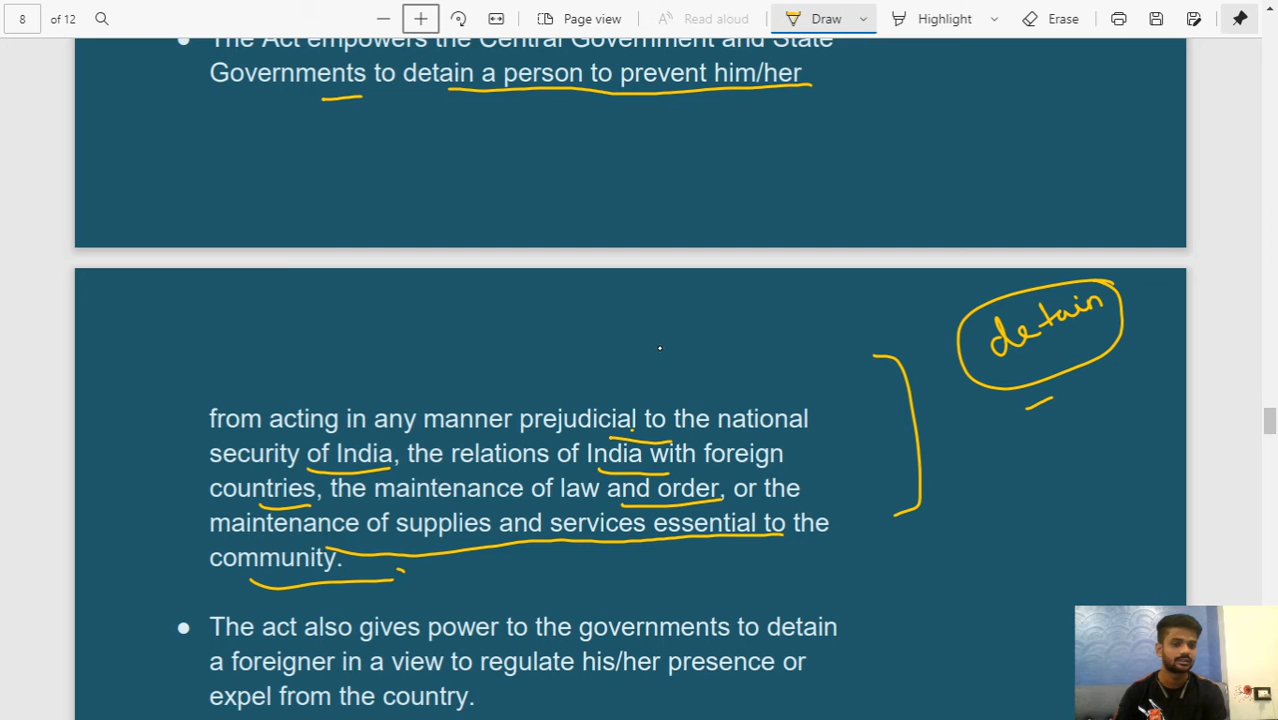 8 of 12 Page view Read aloud Draw Highlight Erase
The Act empowers the Central Government and State
Governments to detain a person to prevent him/her
detain
from acting in any manner prejudicial to the national
security of India, the relations of India with foreign
countries, the maintenance of law and order, or the
maintenance of supplies and services essential to the
community.
● The act also gives power to the governments to detain
a foreigner in a view to regulate his/her presence or
expel from the country.